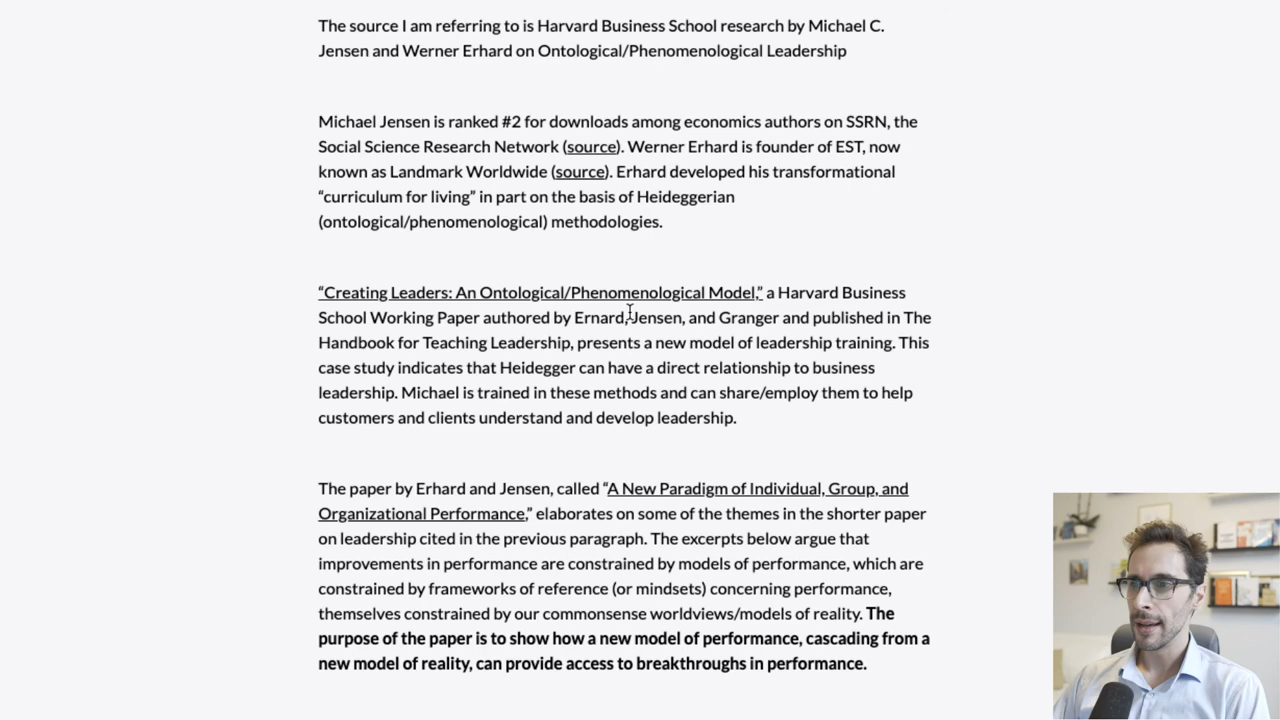 The source I am referring to is Harvard Business School research by Michael C.
Jensen and Werner Erhard on Ontological/Phenomenological Leadership
Michael Jensen is ranked #2 for downloads among economics authors on SSRN, the
Social Science Research Network (source). Werner Erhard is founder of EST, now
known as Landmark Worldwide (source). Erhard developed his transformational
“curriculum for living” in part on the basis of Heideggerian
(ontological/phenomenological) methodologies.
“Creating Leaders: An Ontological/Phenomenological Model,” a Harvard Business
School Working Paper authored by Ernard, Jensen, and Granger and published in The
Handbook for Teaching Leadership, presents a new model of leadership training. This
case study indicates that Heidegger can have a direct relationship to business
leadership. Michael is trained in these methods and can share/employ them to help
customers and clients understand and develop leadership.
The paper by Erhard and Jensen, called “A New Paradigm of Individual, Group, and
Organizational Performance,” elaborates on some of the themes in the shorter paper
on leadership cited in the previous paragraph. The excerpts below argue that
improvements in performance are constrained by models of performance, which are
constrained by frameworks of reference (or mindsets) concerning performance,
themselves constrained by our commonsense worldviews/models of reality. The
purpose of the paper is to show how a new model of performance, cascading from a
new model of reality, can provide access to breakthroughs in performance.